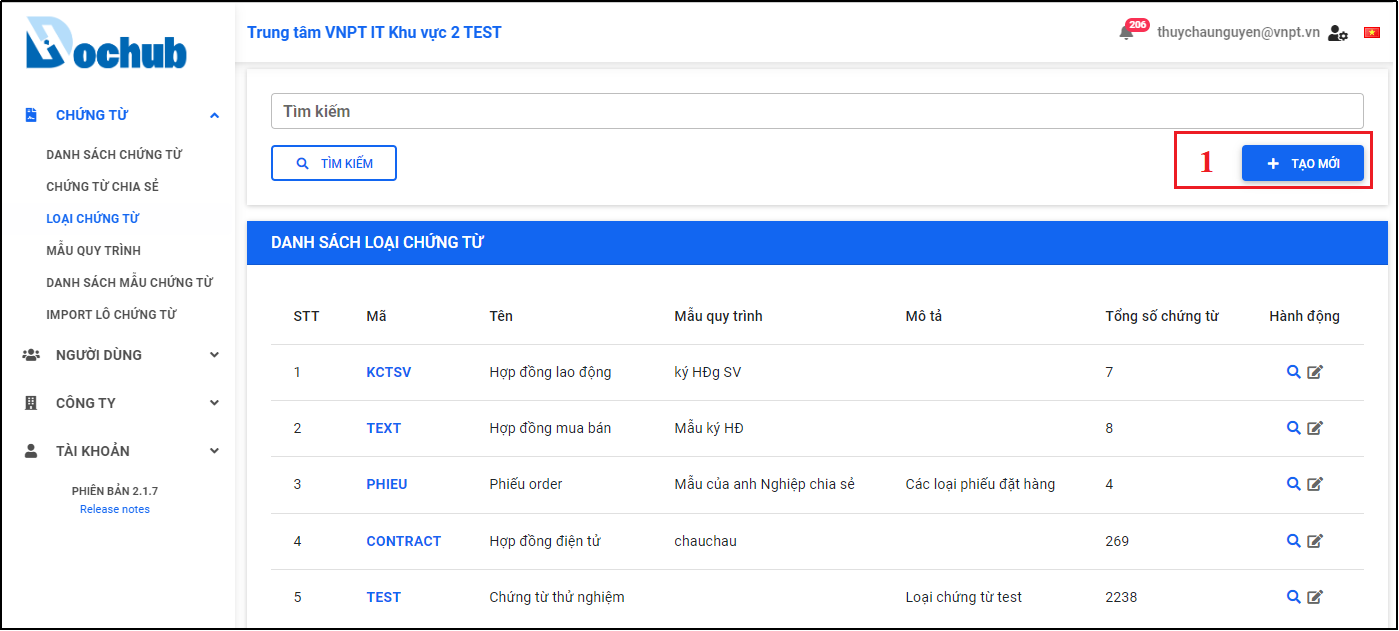 Dochub
Trung tâm VNPT IT Khu vực 2 TEST
206
thuychaunguyen@vnpt.vn
CHỨNG TỪ
DANH SÁCH CHỨNG TỪ
CHỨNG TỪ CHIA SẺ
LOẠI CHỨNG TỪ
MẪU QUY TRÌNH
DANH SÁCH MẪU CHỨNG TỪ
IMPORT LÔ CHỨNG TỪ
NGƯỜI DÙNG
CÔNG TY
TÀI KHOẢN
PHIÊN BẢN 2.1.7
Release notes
Tìm kiếm
TÌM KIẾM
1 TẠO MỚI
DANH SÁCH LOẠI CHỨNG TỪ
STT Mã Tên Mẫu quy trình Mô tả Tổng số chứng từ Hành động
1 KCTSV Hợp đồng lao động ký HĐg SV 7
2 TEXT Hợp đồng mua bán Mẫu ký HĐ 8
3 PHIEU Phiếu order Mẫu của anh Nghiệp chia sẻ Các loại phiếu đặt hàng 4
4 CONTRACT Hợp đồng điện tử chauchau 269
5 TEST Chứng từ thử nghiệm Loại chứng từ test 2238